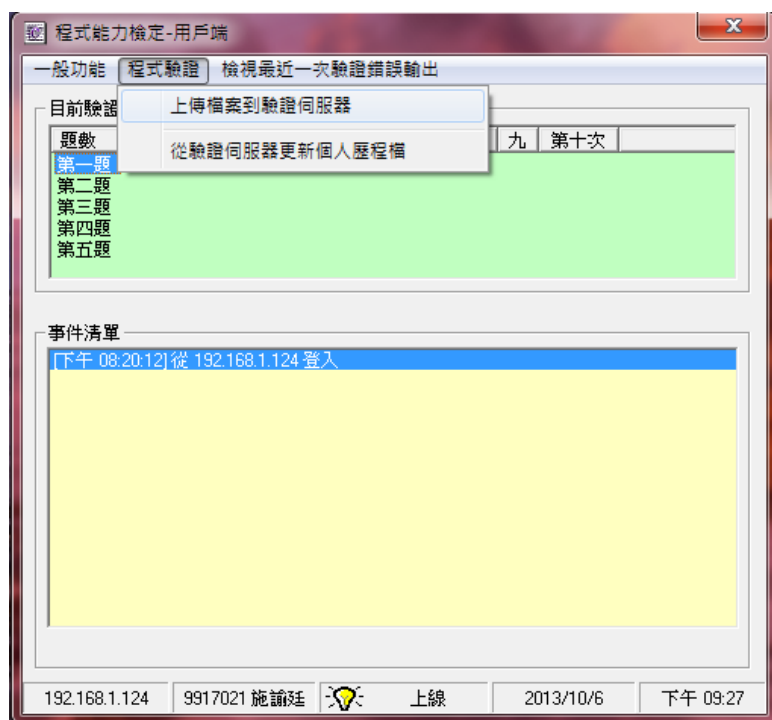 程式能力檢定-用戶端
一般功能 程式驗證 檢視最近一次驗證錯誤輸出
上傳檔案到驗證伺服器
從驗證伺服器更新個人歷程檔
目前驗證
題數 九 第十次
第一題
第二題
第三題
第四題
第五題
事件清單
[下午 08:20:12] 從 192.168.1.124 登入
192.168.1.124 9917021 施諭廷 上線 2013/10/6 下午 09:27